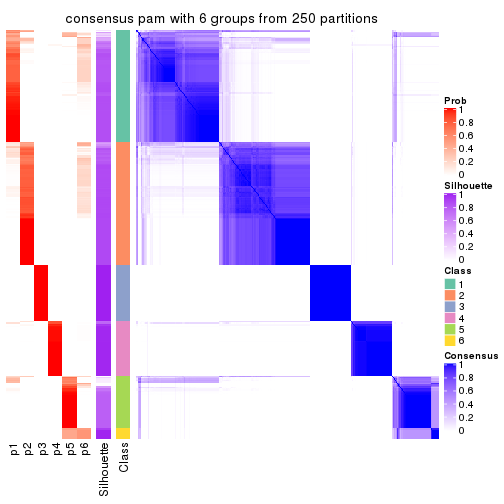 consensus pam with 6 groups from 250 partitions
Prob
1
0.8
0.6
0.4
0.2
0
Silhouette
1
0.8
0.6
0.4
0.2
0
Class
1
2
3
4
5
6
Consensus
1
0.8
0.6
0.4
0.2
0
p1
p2
p3
p4
p5
p6
Silhouette
Class